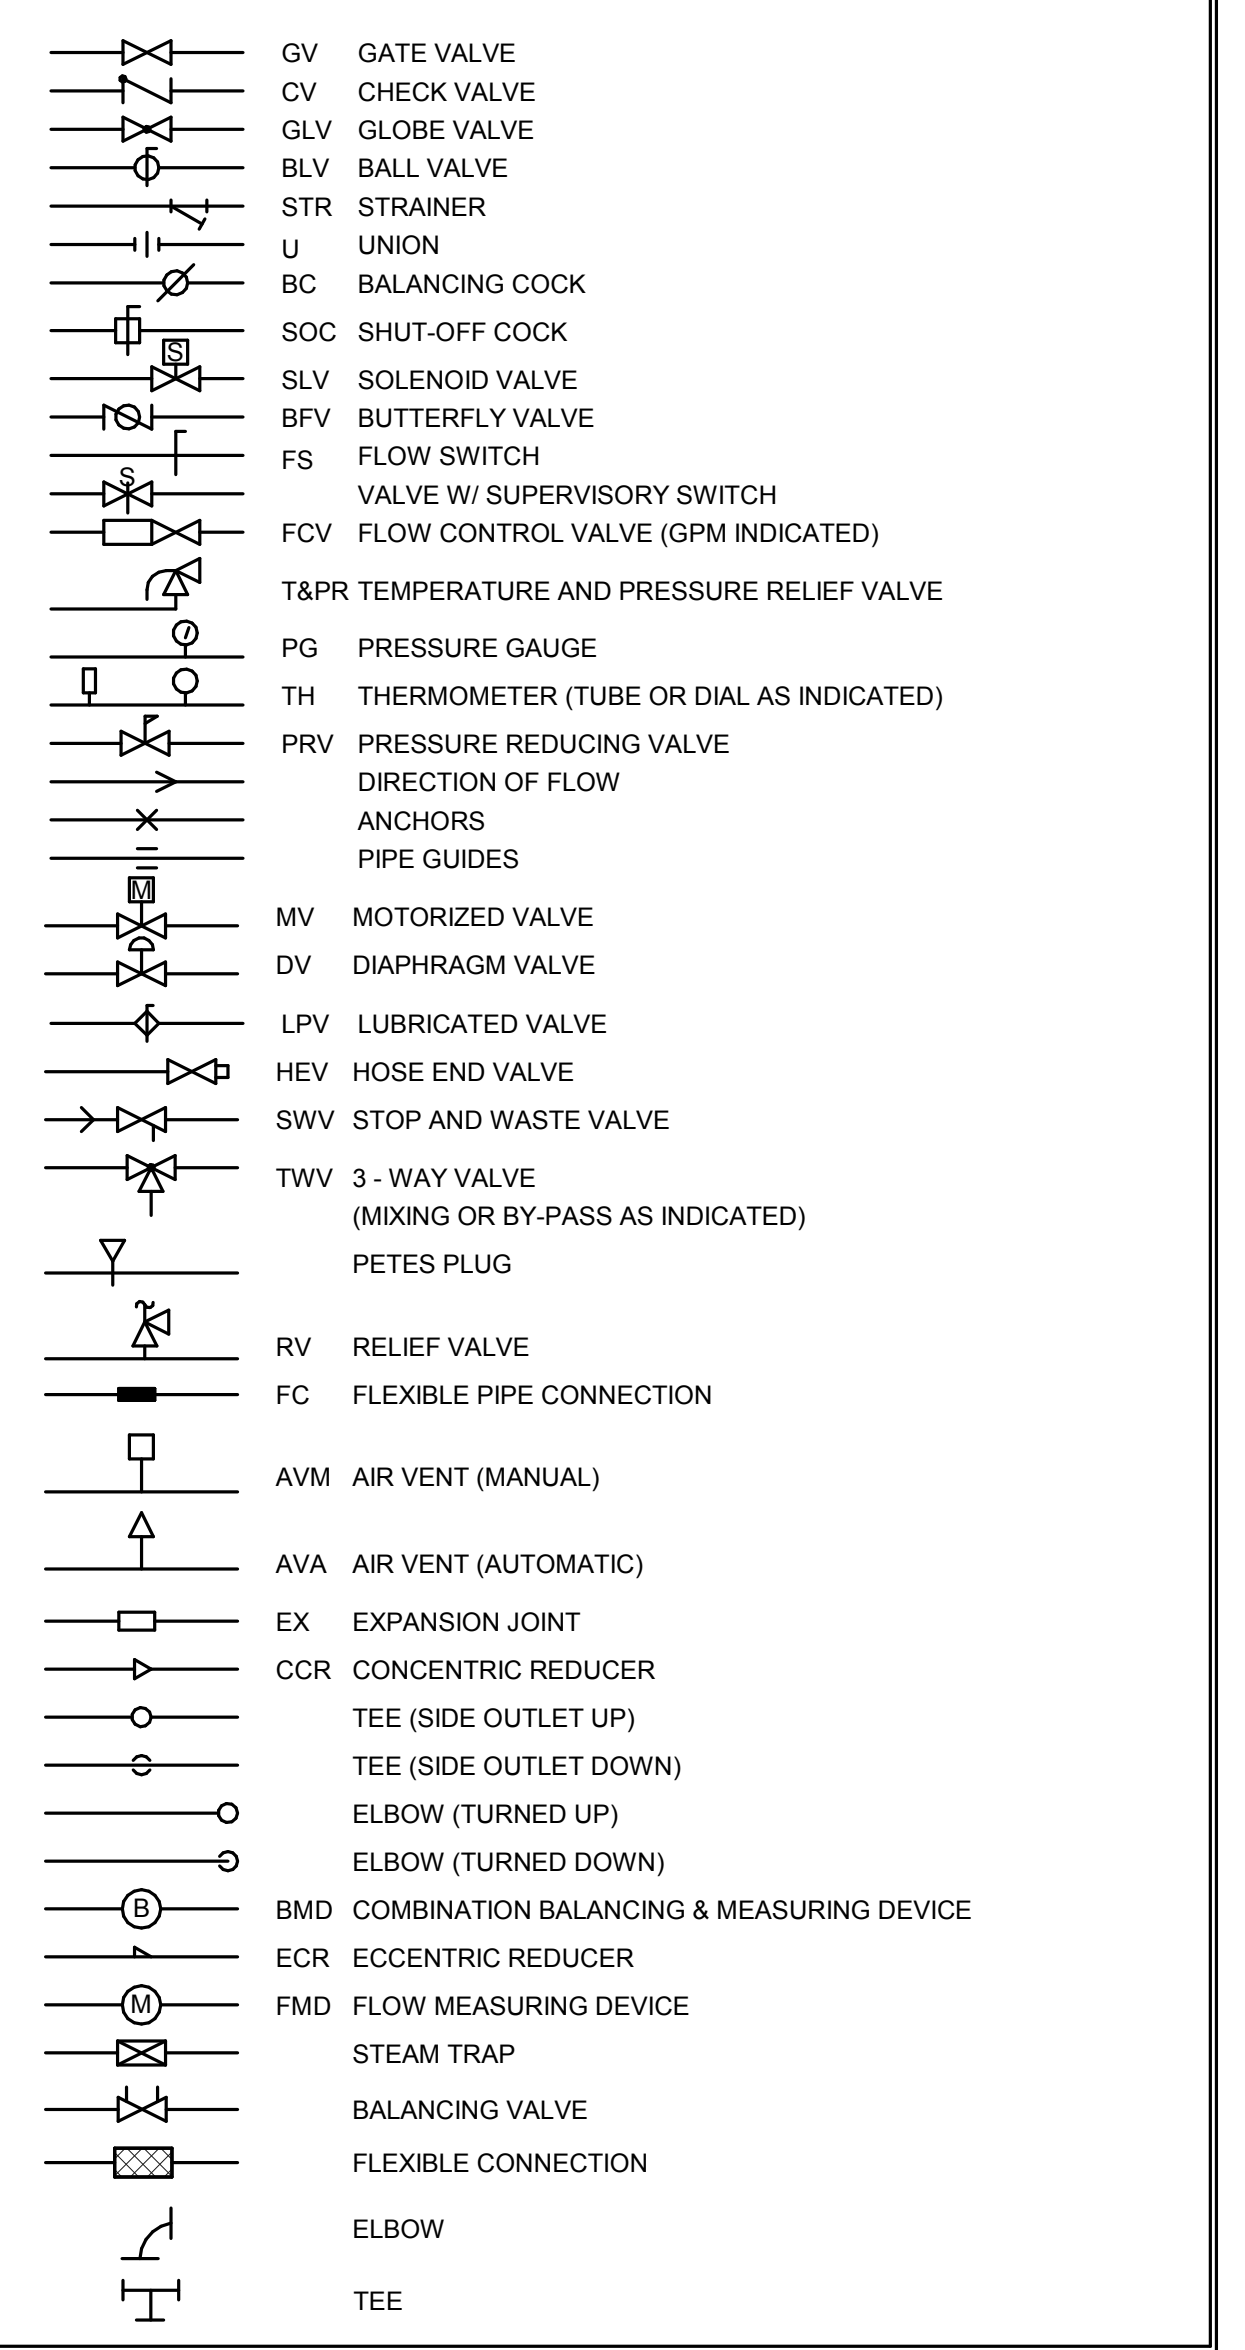 GV GATE VALVE
CV CHECK VALVE
GLV GLOBE VALVE
BLV BALL VALVE
STR STRAINER
U UNION
BC BALANCING COCK
SOC SHUT-OFF COCK
S
SLV SOLENOID VALVE
BFV BUTTERFLY VALVE
FS FLOW SWITCH
S
VALVE W/ SUPERVISORY SWITCH
FCV FLOW CONTROL VALVE (GPM INDICATED)
T&PR TEMPERATURE AND PRESSURE RELIEF VALVE
PG PRESSURE GAUGE
TH THERMOMETER (TUBE OR DIAL AS INDICATED)
PRV PRESSURE REDUCING VALVE
DIRECTION OF FLOW
ANCHORS
PIPE GUIDES
M
MV MOTORIZED VALVE
DV DIAPHRAGM VALVE
LPV LUBRICATED VALVE
HEV HOSE END VALVE
SWV STOP AND WASTE VALVE
TWV 3 - WAY VALVE
(MIXING OR BY-PASS AS INDICATED)
PETES PLUG
RV RELIEF VALVE
FC FLEXIBLE PIPE CONNECTION
AVM AIR VENT (MANUAL)
AVA AIR VENT (AUTOMATIC)
EX EXPANSION JOINT
CCR CONCENTRIC REDUCER
TEE (SIDE OUTLET UP)
TEE (SIDE OUTLET DOWN)
ELBOW (TURNED UP)
ELBOW (TURNED DOWN)
B BMD COMBINATION BALANCING & MEASURING DEVICE
ECR ECCENTRIC REDUCER
M FMD FLOW MEASURING DEVICE
STEAM TRAP
BALANCING VALVE
FLEXIBLE CONNECTION
ELBOW
TEE